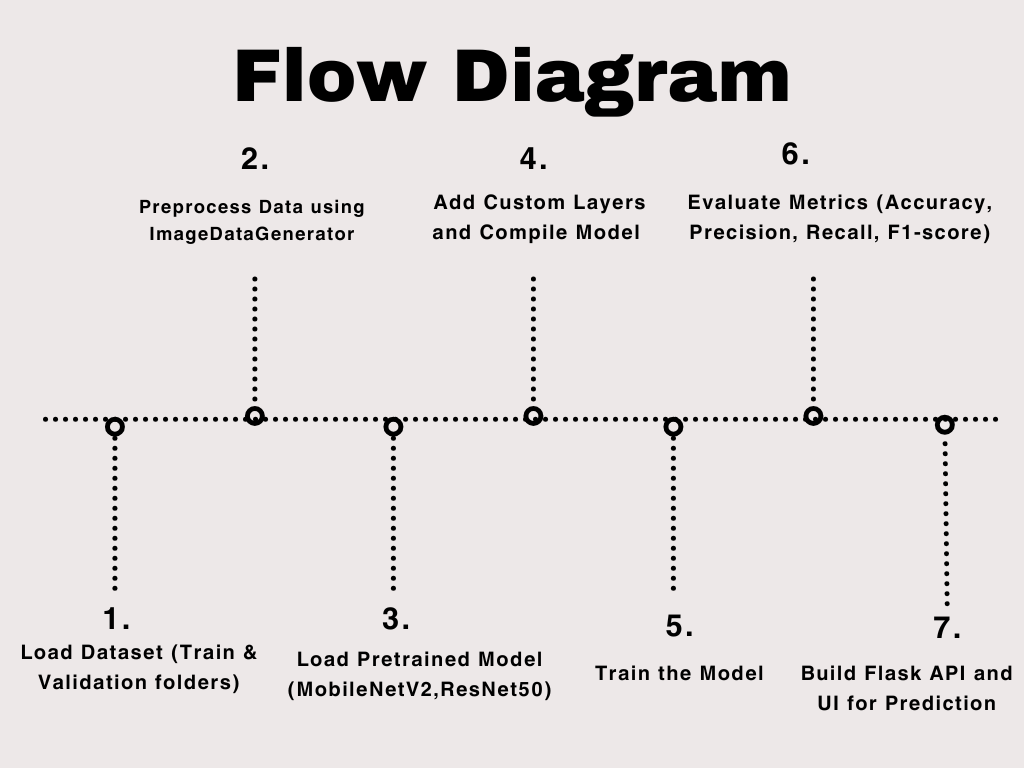 Flow Diagram
1.
Load Dataset (Train &
Validation folders)
2.
Preprocess Data using
ImageDataGenerator
3.
Load Pretrained Model
(MobileNetV2,ResNet50)
4.
Add Custom Layers
and Compile Model
5.
Train the Model
6.
Evaluate Metrics (Accuracy,
Precision, Recall, F1-score)
7.
Build Flask API and
UI for Prediction